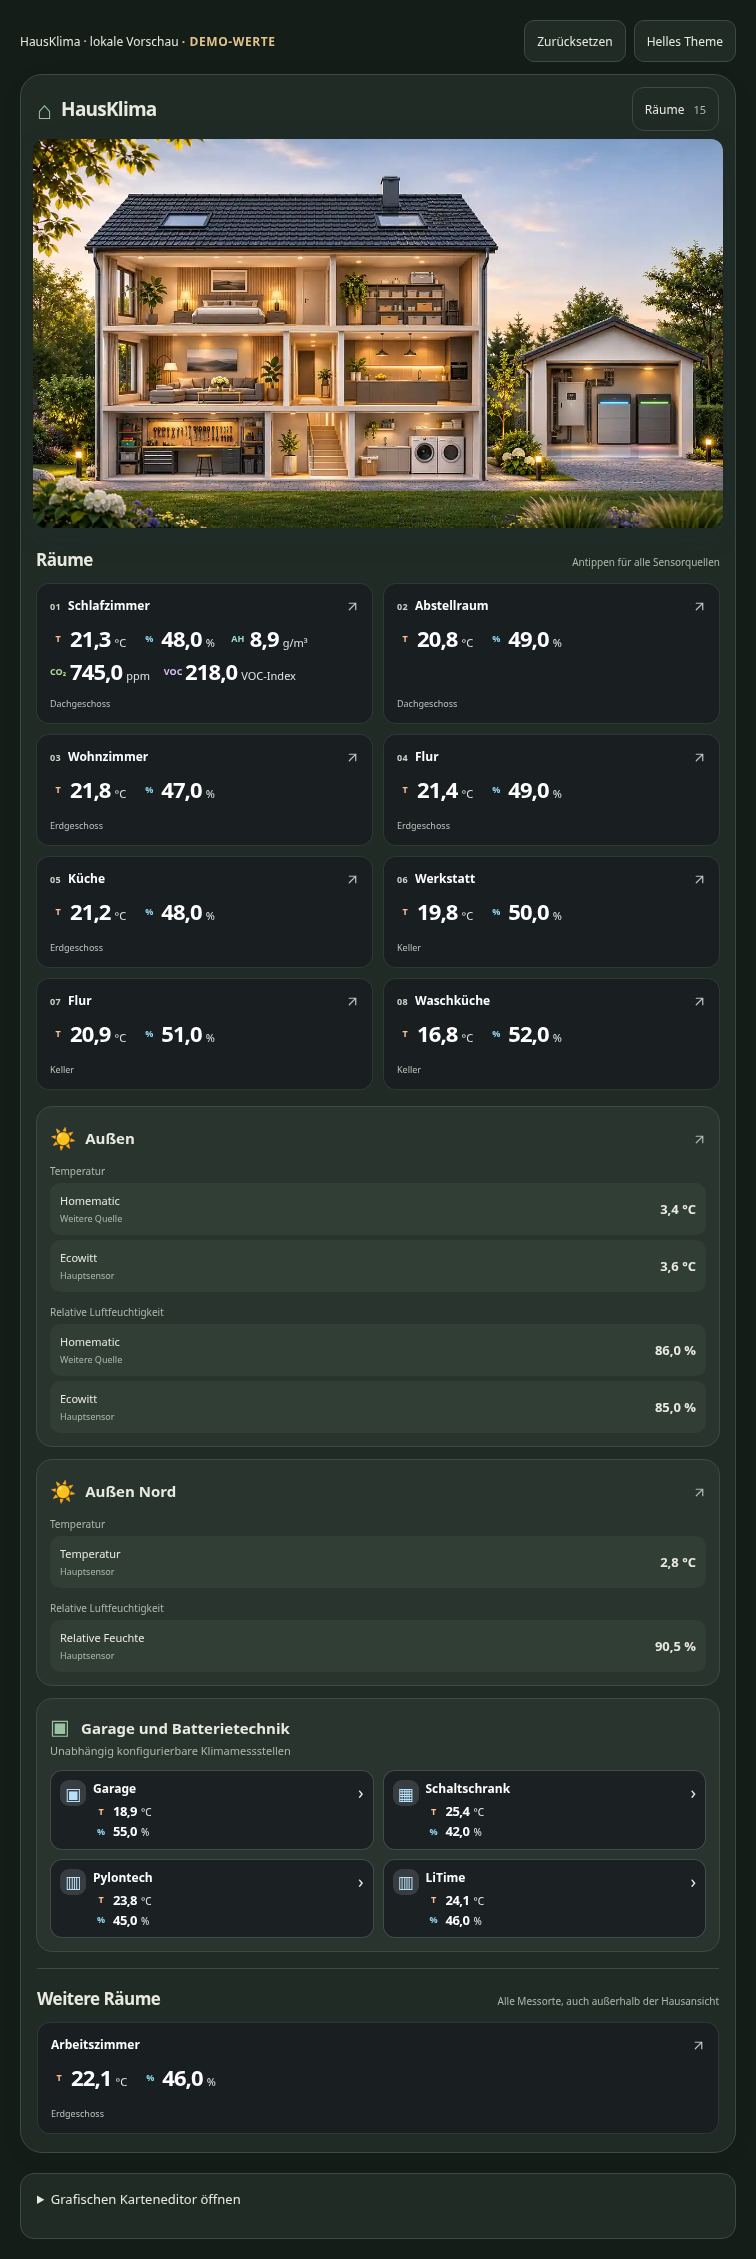 HausKlima · lokale Vorschau · DEMO-WERTE
Zurücksetzen
Helles Theme
HausKlima
Räume 15
Räume
Antippen für alle Sensorquellen
01 Schlafzimmer
T 21,3 °C % 48,0 % AH 8,9 g/m³
CO₂ 745,0 ppm VOC 218,0 VOC-Index
Dachgeschoss
02 Abstellraum
T 20,8 °C % 49,0 %
Dachgeschoss
03 Wohnzimmer
T 21,8 °C % 47,0 %
Erdgeschoss
04 Flur
T 21,4 °C % 49,0 %
Erdgeschoss
05 Küche
T 21,2 °C % 48,0 %
Erdgeschoss
06 Werkstatt
T 19,8 °C % 50,0 %
Keller
07 Flur
T 20,9 °C % 51,0 %
Keller
08 Waschküche
T 16,8 °C % 52,0 %
Keller
Außen
Temperatur
Homematic
Weitere Quelle
3,4 °C
Ecowitt
Hauptsensor
3,6 °C
Relative Luftfeuchtigkeit
Homematic
Weitere Quelle
86,0 %
Ecowitt
Hauptsensor
85,0 %
Außen Nord
Temperatur
Temperatur
Hauptsensor
2,8 °C
Relative Luftfeuchtigkeit
Relative Feuchte
Hauptsensor
90,5 %
Garage und Batterietechnik
Unabhängig konfigurierbare Klimamessstellen
Garage
T 18,9 °C
% 55,0 %
Schaltschrank
T 25,4 °C
% 42,0 %
Pylontech
T 23,8 °C
% 45,0 %
LiTime
T 24,1 °C
% 46,0 %
Weitere Räume
Alle Messorte, auch außerhalb der Hausansicht
Arbeitszimmer
T 22,1 °C % 46,0 %
Erdgeschoss
Grafischen Karteneditor öffnen